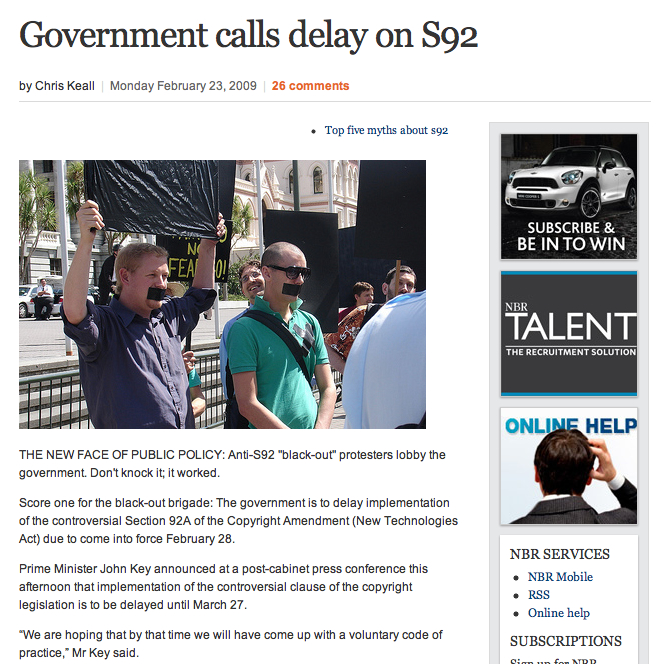 Government calls delay on S92
by Chris Keall | Monday February 23, 2009 | 26 comments
• Top five myths about s92
NO
FEAR
THE NEW FACE OF PUBLIC POLICY: Anti-S92 "black-out" protesters lobby the
government. Don't knock it; it worked.
Score one for the black-out brigade: The government is to delay implementation
of the controversial Section 92A of the Copyright Amendment (New Technologies
Act) due to come into force February 28.
Prime Minister John Key announced at a post-cabinet press conference this
afternoon that implementation of the controversial clause of the copyright
legislation is to be delayed until March 27.
“We are hoping that by that time we will have come up with a voluntary code of
practice,” Mr Key said.
SUBSCRIBE &
BE IN TO WIN
NBR
TALENT
THE RECRUITMENT SOLUTION
ONLINE HELP
NBR SERVICES
• NBR Mobile
• RSS
• Online help
SUBSCRIPTIONS
Sign up for NBR